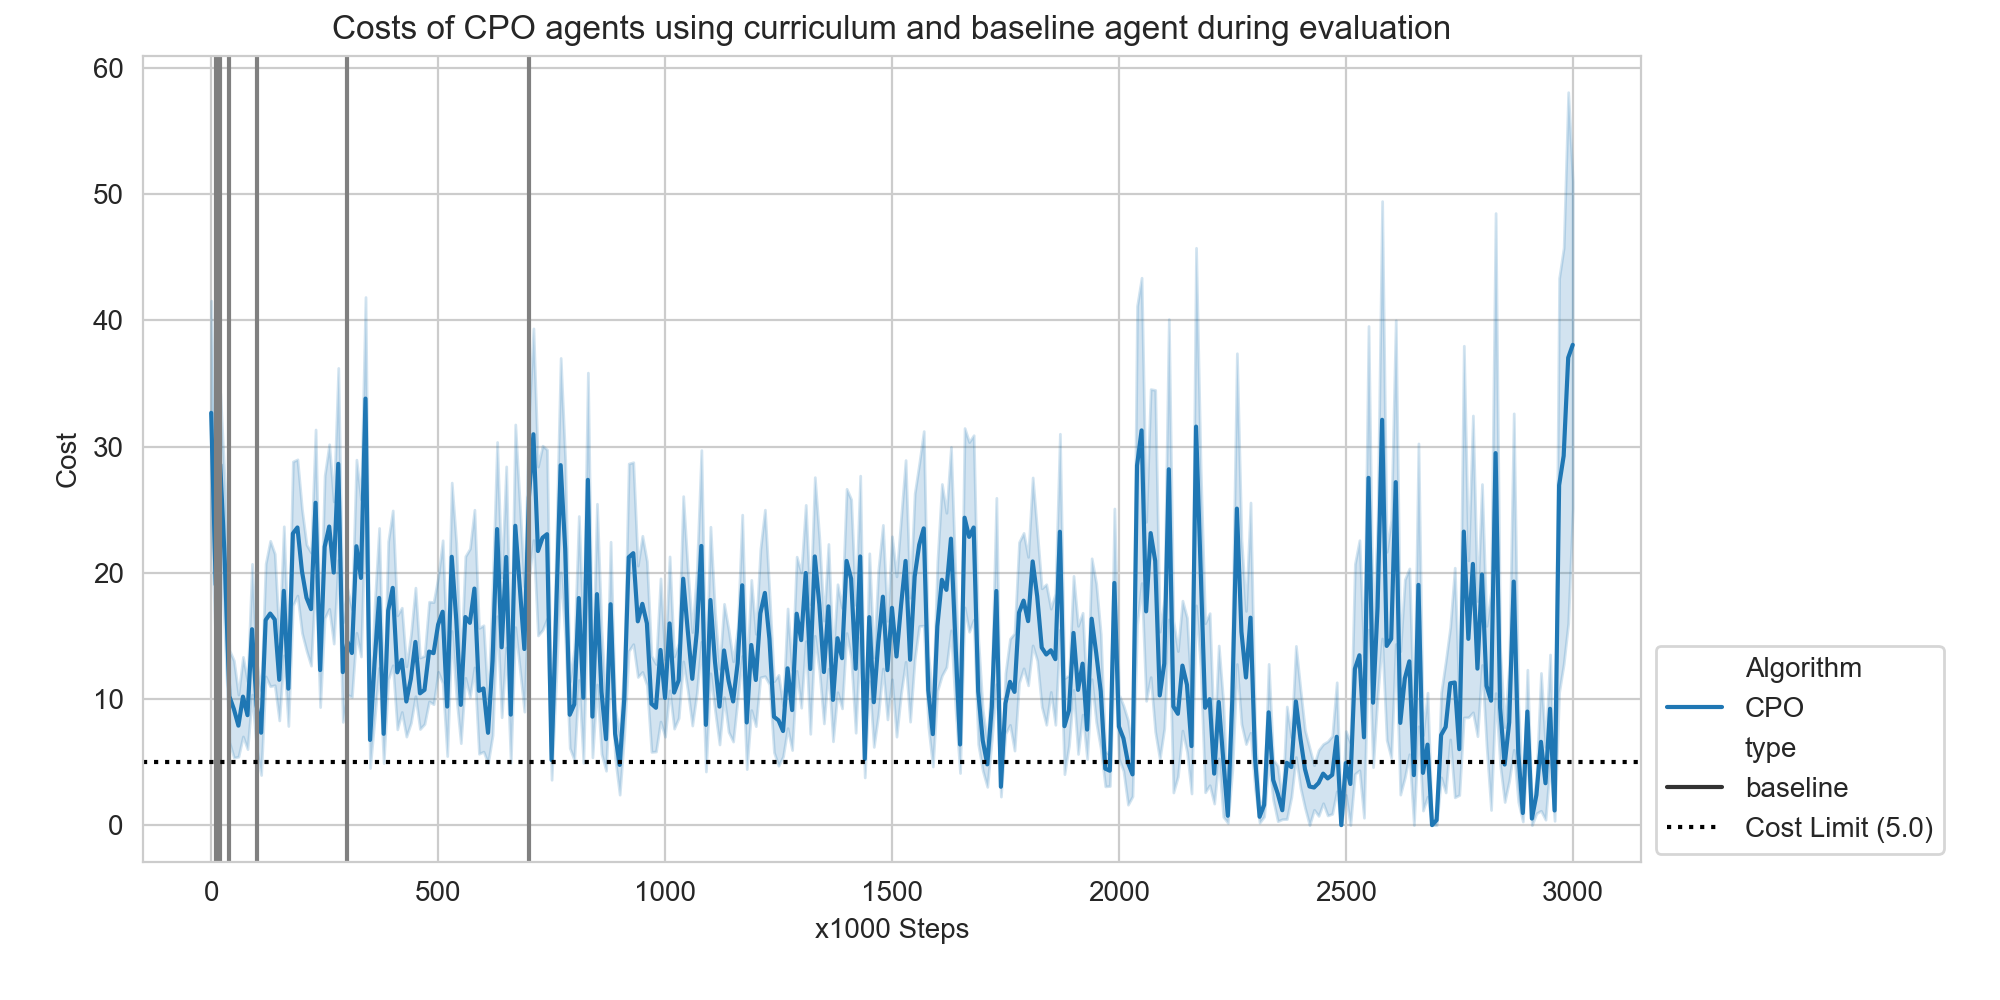 Costs of CPO agents using curriculum and baseline agent during evaluation
60
50
40
30
20
10
0
Cost
0 500 1000 1500 2000 2500 3000
x1000 Steps
Algorithm
CPO
type
baseline
Cost Limit (5.0)